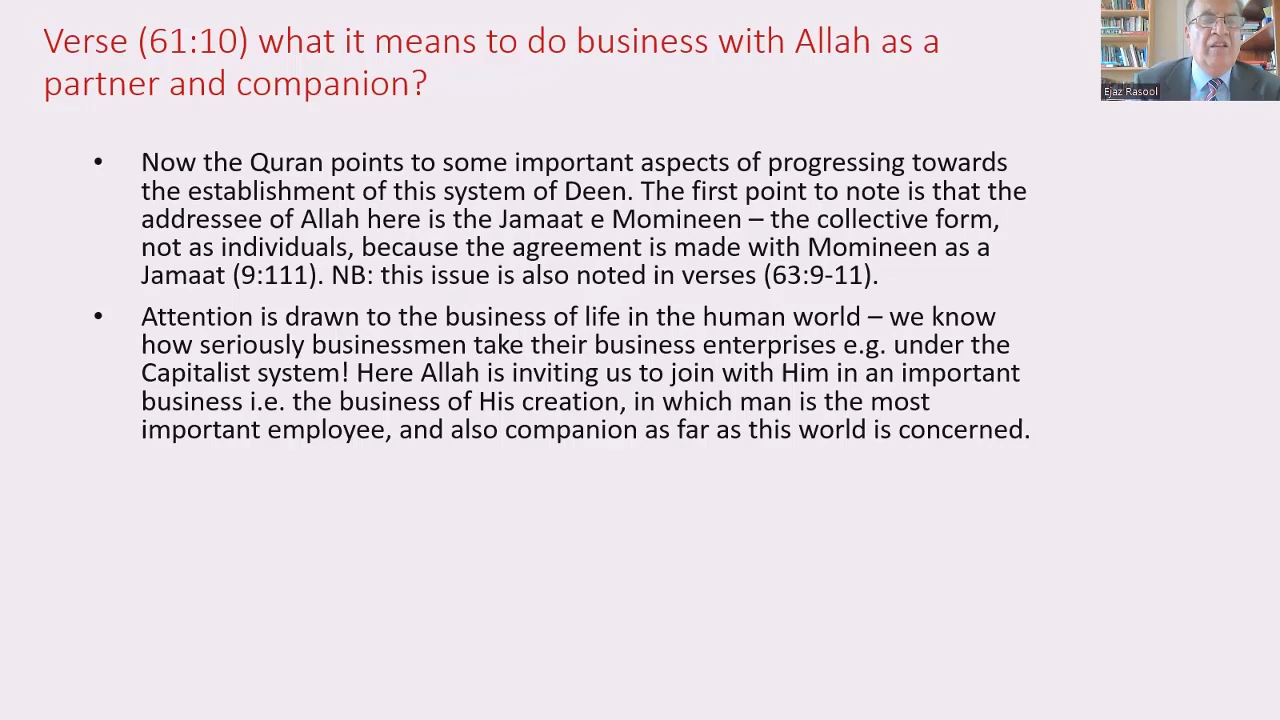 Verse (61:10) what it means to do business with Allah as a
partner and companion?
Ejaz Rasool
• Now the Quran points to some important aspects of progressing towards
the establishment of this system of Deen. The first point to note is that the
addressee of Allah here is the Jamaat e Momineen – the collective form,
not as individuals, because the agreement is made with Momineen as a
Jamaat (9:111). NB: this issue is also noted in verses (63:9-11).
• Attention is drawn to the business of life in the human world – we know
how seriously businessmen take their business enterprises e.g. under the
Capitalist system! Here Allah is inviting us to join with Him in an important
business i.e. the business of His creation, in which man is the most
important employee, and also companion as far as this world is concerned.